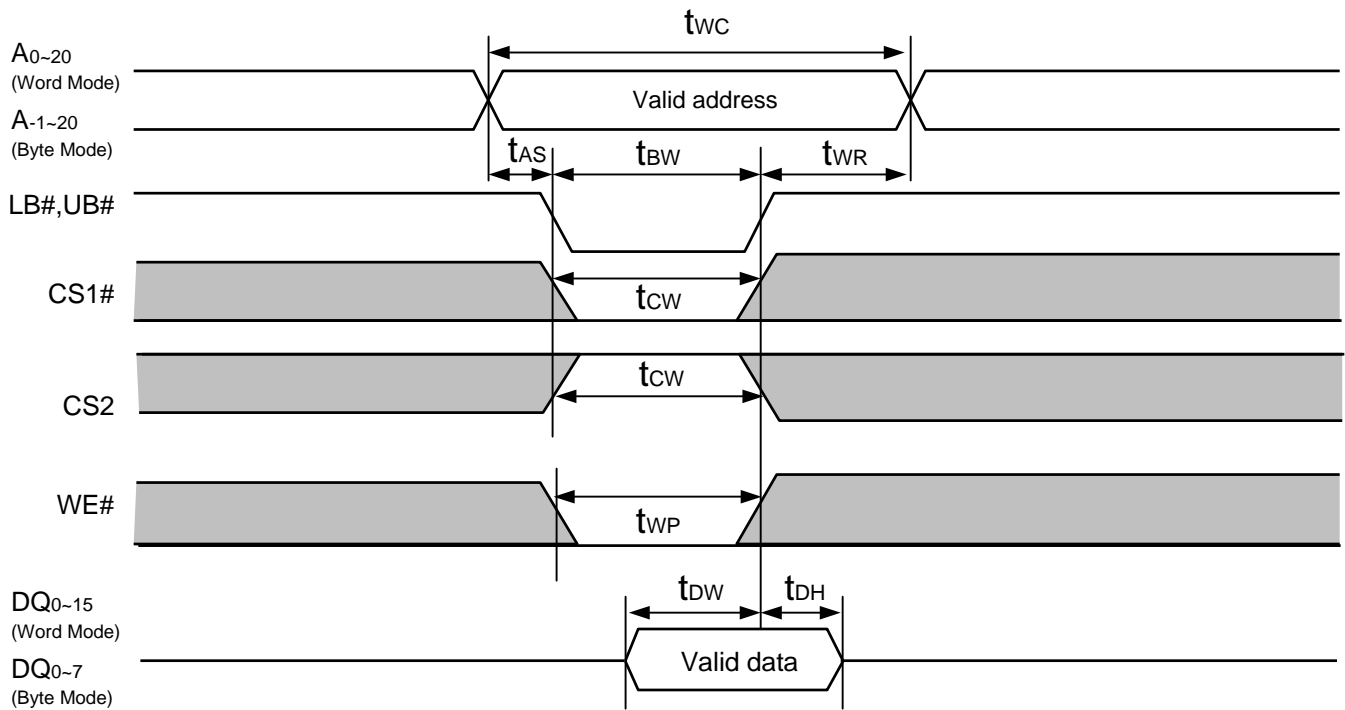 tWC
A0~20
(Word Mode)
Valid address
A-1~20
(Byte Mode)
tAS tBW tWR
LB#,UB#
CS1#
tCW
tCW
CS2
WE#
tWP
DQ0~15
(Word Mode)
tDW tDH
Valid data
DQ0~7
(Byte Mode)